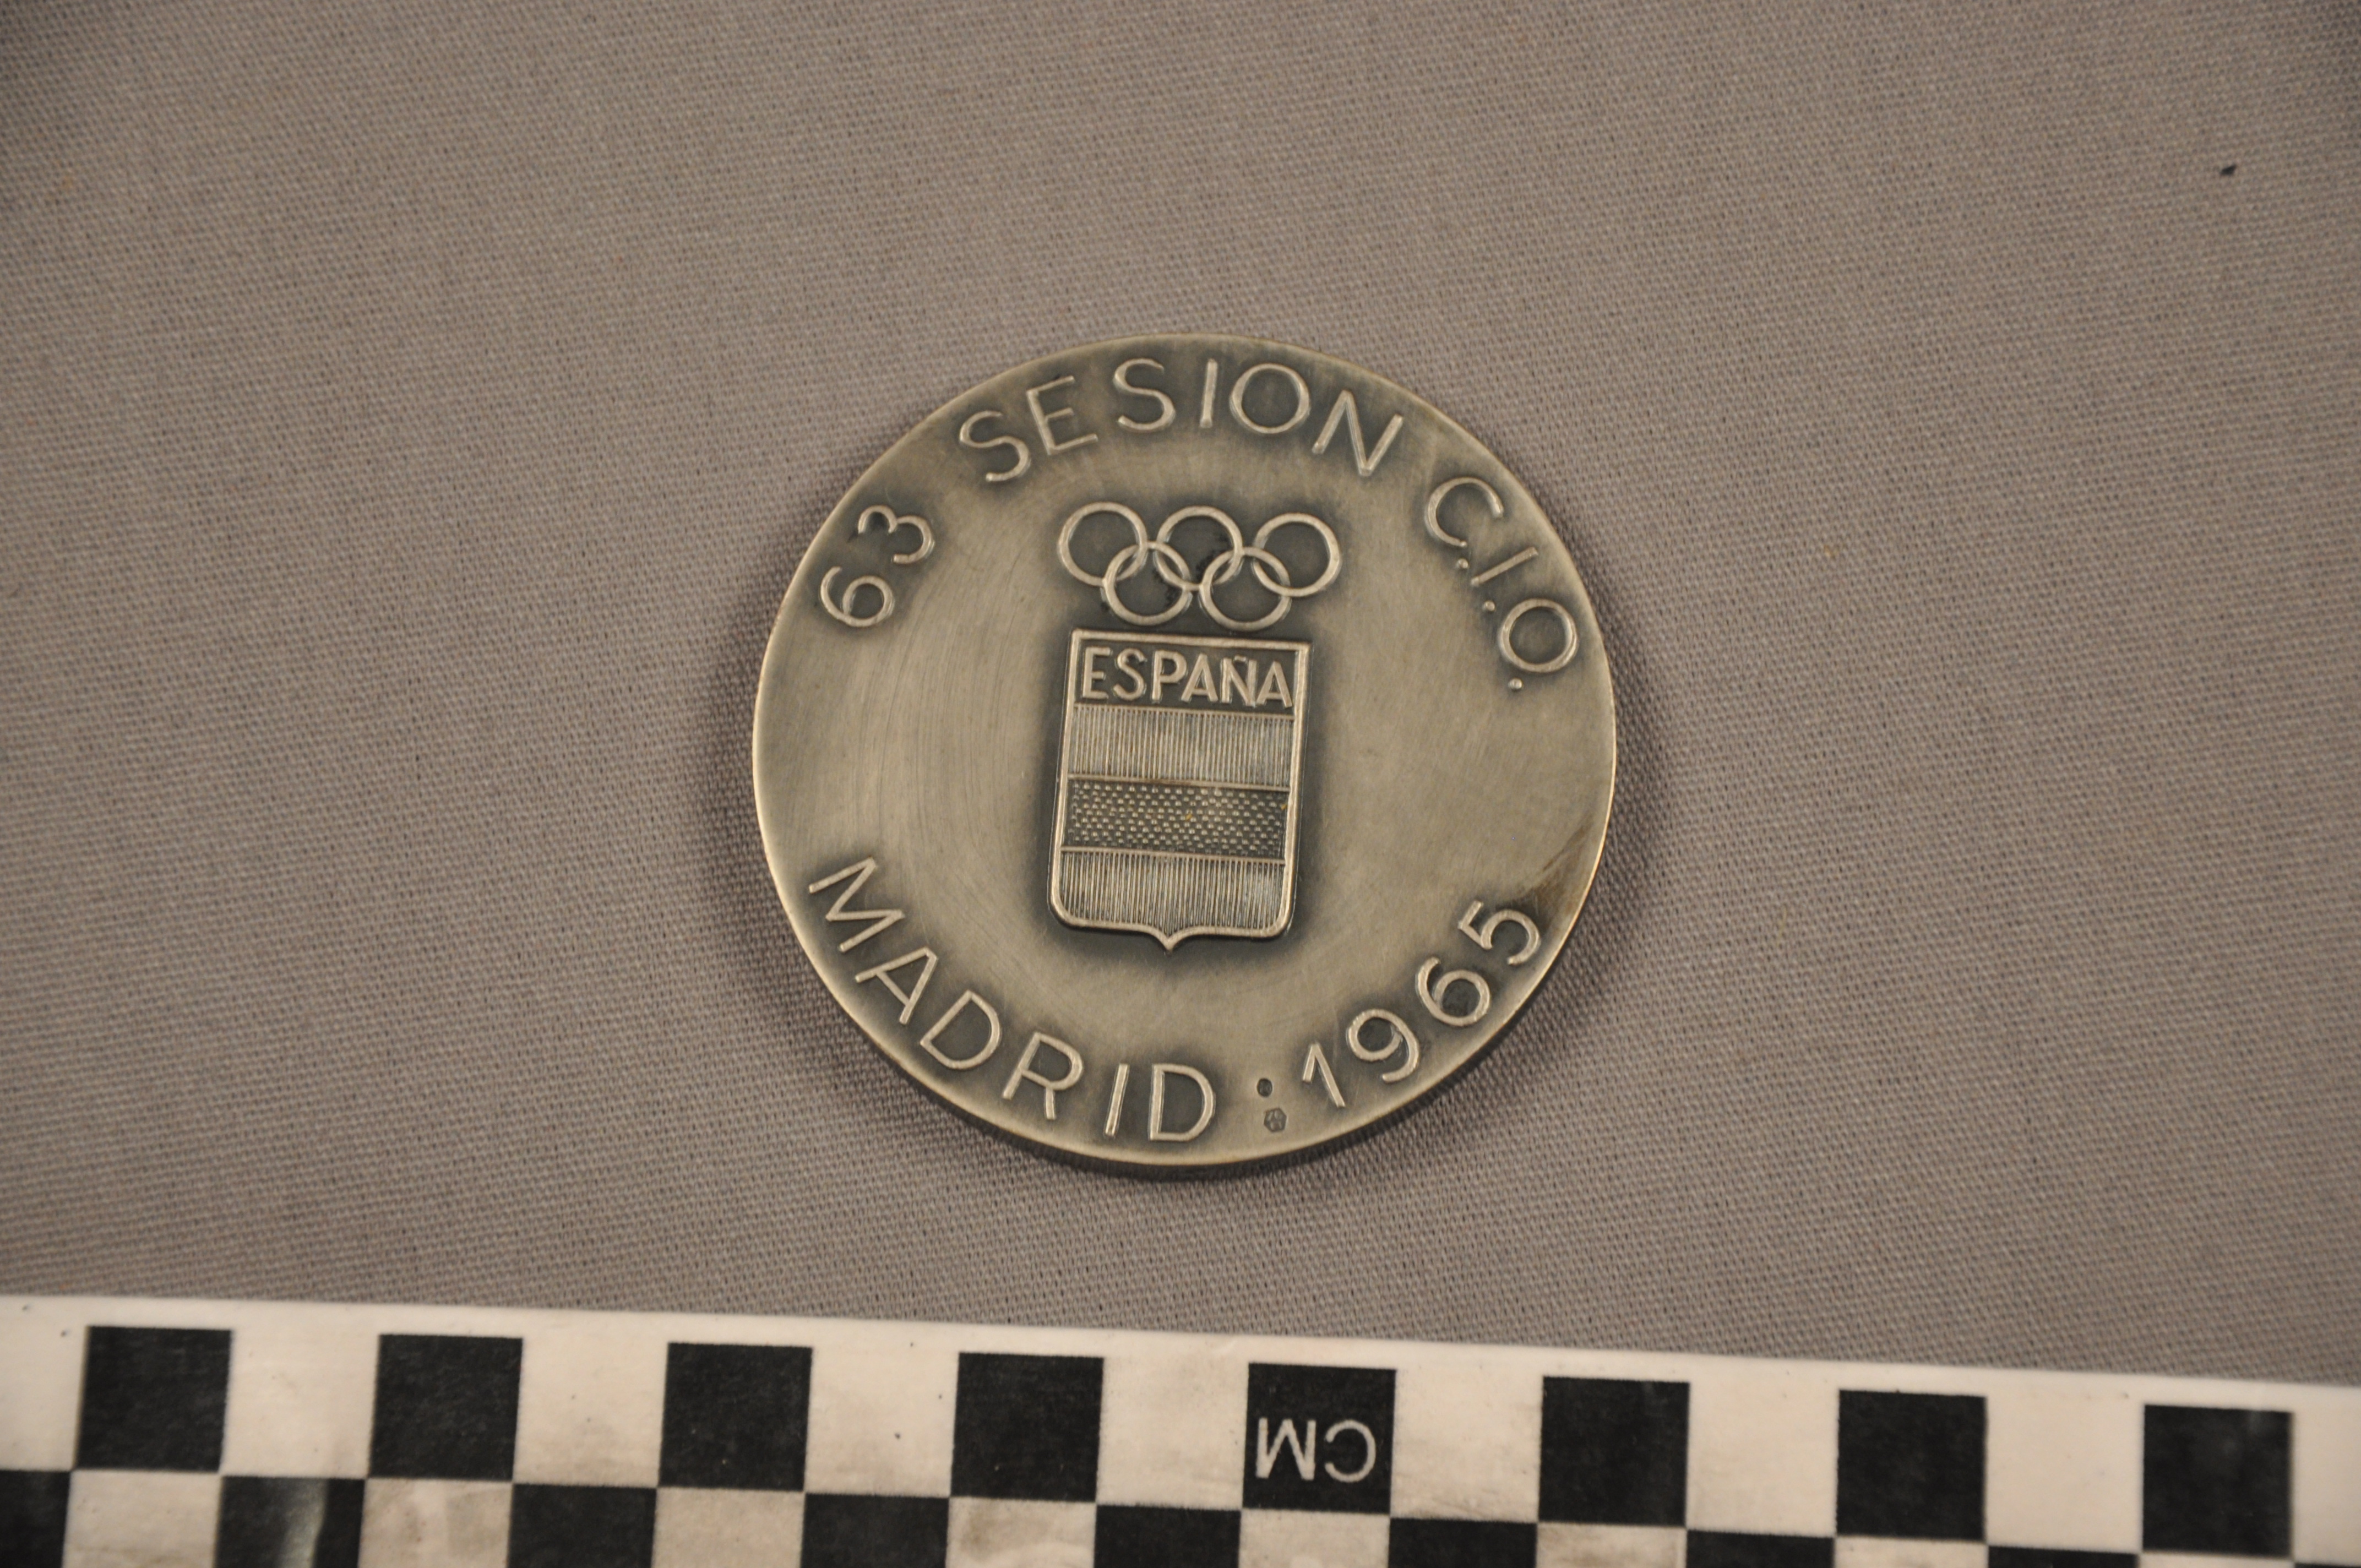 63 SESION C.I.O.
ESPAÑA
MADRID : 1965
CM